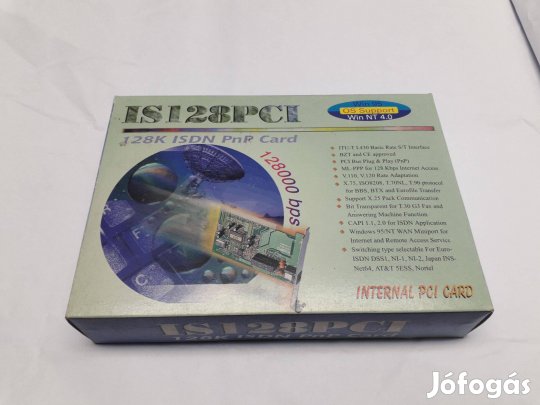 IS128PCI
128K ISDN PnP Card
Win 95
OS Support
Win NT 4.0
128000 bps
• ITU-T I.430 Basic Rate S/T Interface
• BZT and CE approved
• PCI Bus Plug & Play (PnP)
• ML-PPP for 128 Kbps Internet Access
• V.110, V.120 Rate Adaptation
• X.75, ISO8208, T.70NL, T.90 protocol
for BBS, BTX and Eurofile Transfer
• Support X.25 Pack Communication
• Bit Transparent for T.30 G3 Fax and
Answering Machine Function
• CAPI 1.1, 2.0 for ISDN Application
• Windows 95/NT WAN Miniport for
Internet and Remote Access Service
• Switching type selectable For Euro-
ISDN DSS1, NI-1, NI-2, Japan INS-
Net64, AT&T 5ESS, Nortel
INTERNAL PCI CARD
IS128PCI
128K ISDN PnP Card
Jófogás